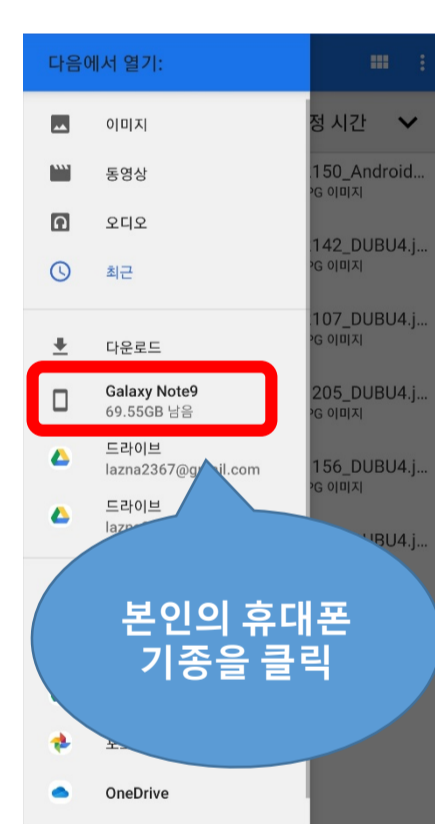 다음에서 열기:
이미지
정 시간
동영상
150_Android...
PG 이미지
오디오
142_DUBU4.j...
PG 이미지
최근
107_DUBU4.j...
PG 이미지
다운로드
Galaxy Note9
69.55GB 남음
205_DUBU4.j...
PG 이미지
드라이브
lazna2367@gmail.com
156_DUBU4.j...
PG 이미지
드라이브
본인의 휴대폰
기종을 클릭
OneDrive